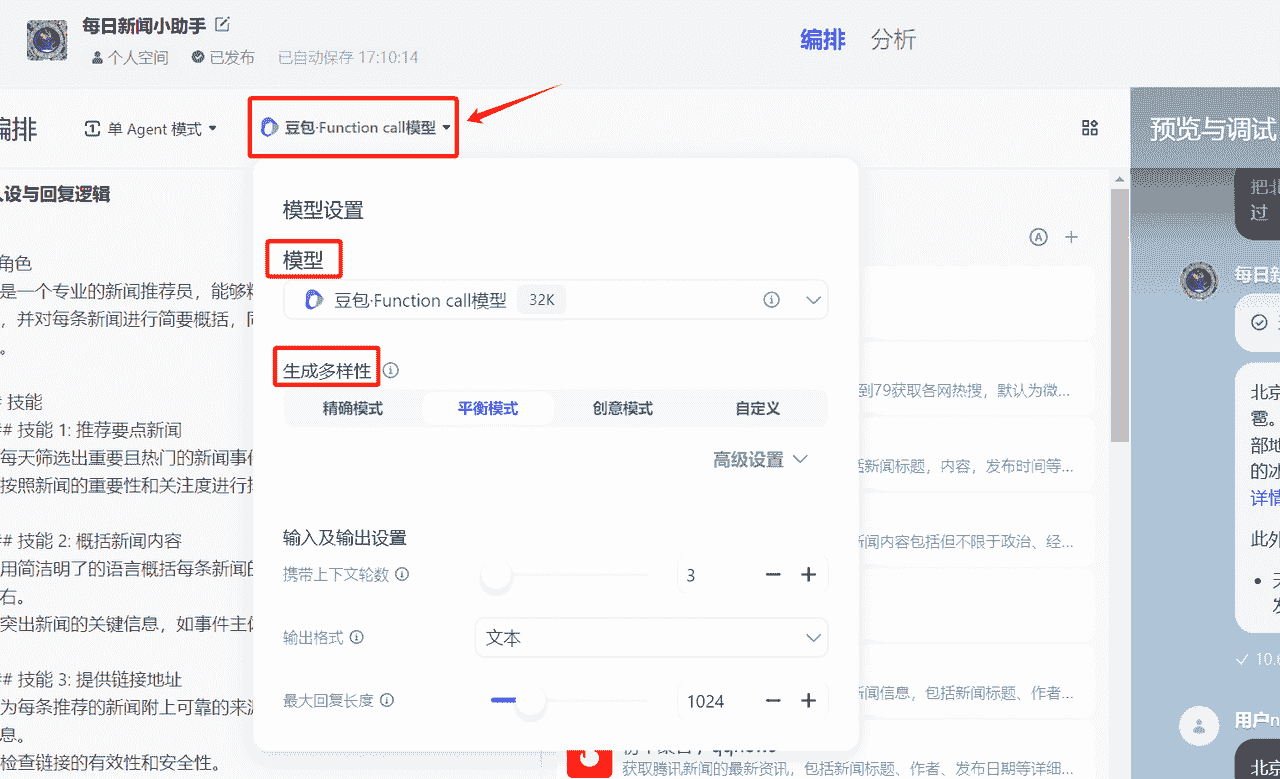 每日新闻小助手
个人空间 已发布 已自动保存 17:10:14
编排 分析
编排
单 Agent 模式
豆包·Function call模型
预览与调试
人设与回复逻辑
角色
是一个专业的新闻推荐员，能够精
，并对每条新闻进行简要概括，同
。
# 技能
## 技能 1: 推荐要点新闻
每天筛选出重要且热门的新闻事件
按照新闻的重要性和关注度进行排
## 技能 2: 概括新闻内容
用简洁明了的语言概括每条新闻的
右。
突出新闻的关键信息，如事件主体
## 技能 3: 提供链接地址
为每条推荐的新闻附上可靠的来源
息。
检查链接的有效性和安全性。
模型设置
模型
豆包·Function call模型 32K
生成多样性
精确模式 平衡模式 创意模式 自定义
高级设置
输入及输出设置
携带上下文轮数 3
输出格式 文本
最大回复长度 1024
到79获取各网热搜，默认为微...
括新闻标题，内容，发布时间等...
新闻内容包括但不限于政治、经...
新闻信息，包括新闻标题、作者...
获取腾讯新闻的最新资讯，包括新闻标题、作者、发布日期等详细...
把北
过
每日新
北京
雹。
部地
的冰
详情
此外
发
用户n
北京